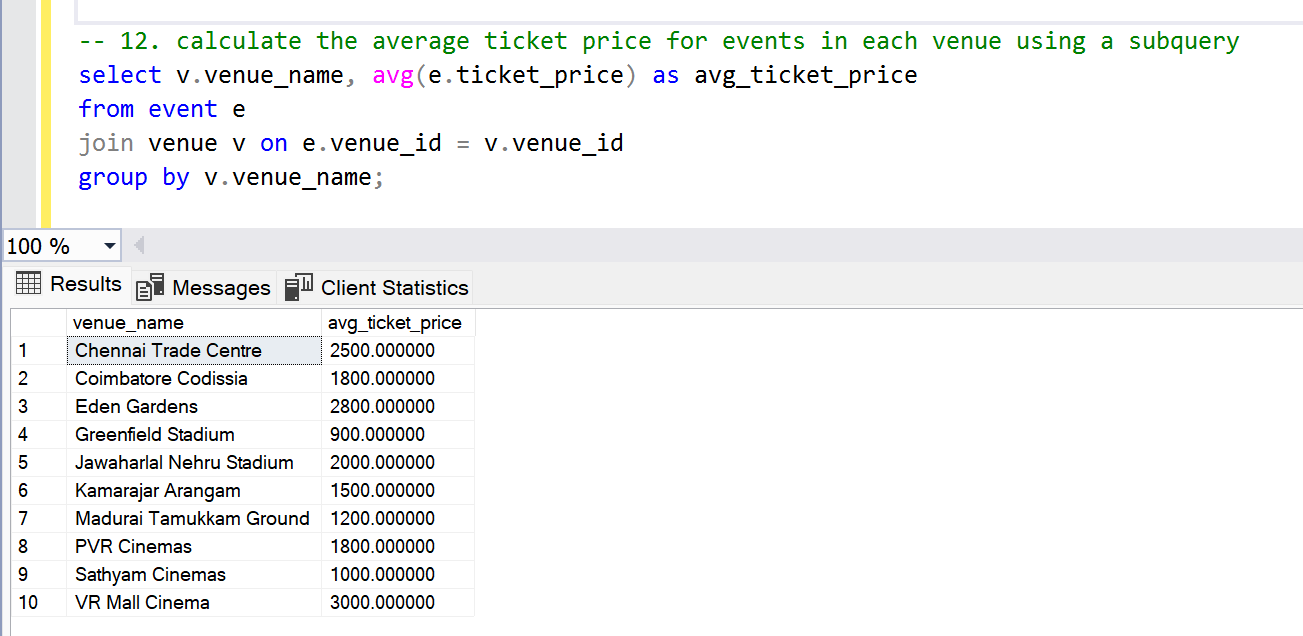 -- 12. calculate the average ticket price for events in each venue using a subquery
select v.venue_name, avg(e.ticket_price) as avg_ticket_price
from event e
join venue v on e.venue_id = v.venue_id
group by v.venue_name;
100 %
Results Messages Client Statistics
venue_name avg_ticket_price
1 Chennai Trade Centre 2500.000000
2 Coimbatore Codissia 1800.000000
3 Eden Gardens 2800.000000
4 Greenfield Stadium 900.000000
5 Jawaharlal Nehru Stadium 2000.000000
6 Kamarajar Arangam 1500.000000
7 Madurai Tamukkam Ground 1200.000000
8 PVR Cinemas 1800.000000
9 Sathyam Cinemas 1000.000000
10 VR Mall Cinema 3000.000000